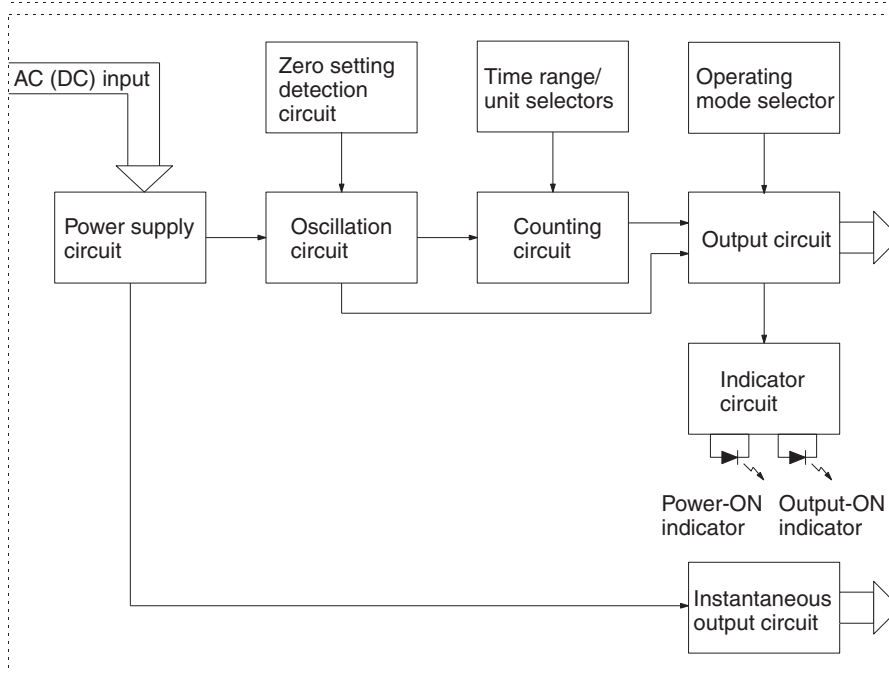 AC (DC) input
Zero setting
detection
circuit
Time range/
unit selectors
Operating
mode selector
Power supply
circuit
Oscillation
circuit
Counting
circuit
Output circuit
Indicator
circuit
Power-ON
indicator
Output-ON
indicator
Instantaneous
output circuit